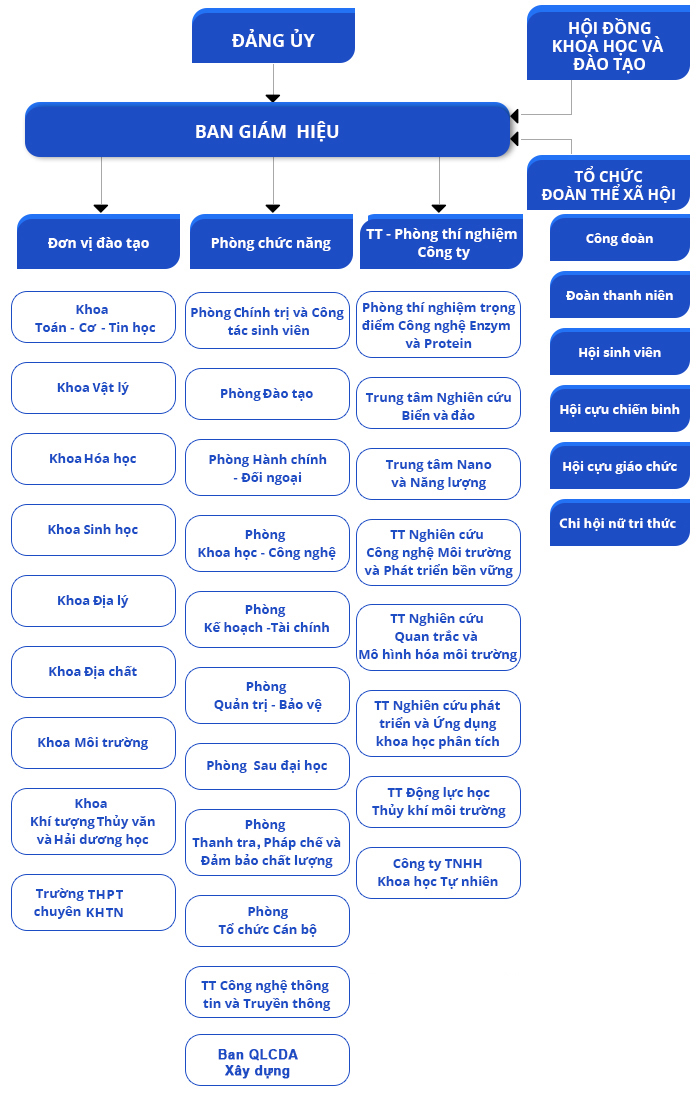 ĐẢNG ỦY
HỘI ĐỒNG
KHOA HỌC VÀ
ĐÀO TẠO
BAN GIÁM HIỆU
TỔ CHỨC
ĐOÀN THỂ XÃ HỘI
Đơn vị đào tạo
Khoa
Toán - Cơ - Tin học
Khoa Vật lý
Khoa Hóa học
Khoa Sinh học
Khoa Địa lý
Khoa Địa chất
Khoa Môi trường
Khoa
Khí tượng Thủy văn
và Hải dương học
Trường THPT
chuyên KHTN
Phòng chức năng
Phòng Chính trị và Công
tác sinh viên
Phòng Đào tạo
Phòng Hành chính
- Đối ngoại
Phòng
Khoa học - Công nghệ
Phòng
Kế hoạch -Tài chính
Phòng
Quản trị - Bảo vệ
Phòng Sau đại học
Phòng
Thanh tra, Pháp chế và
Đảm bảo chất lượng
Phòng
Tổ chức Cán bộ
TT Công nghệ thông
tin và Truyền thông
Ban QLCDA
Xây dựng
TT - Phòng thí nghiệm
Công ty
Phòng thí nghiệm trọng
điểm Công nghệ Enzym
và Protein
Trung tâm Nghiên cứu
Biển và đảo
Trung tâm Nano
và Năng lượng
TT Nghiên cứu
Công nghệ Môi trường
và Phát triển bền vững
TT Nghiên cứu
Quan trắc và
Mô hình hóa môi trường
TT Nghiên cứu phát
triển và Ứng dụng
khoa học phân tích
TT Động lực học
Thủy khí môi trường
Công ty TNHH
Khoa học Tự nhiên
Công đoàn
Đoàn thanh niên
Hội sinh viên
Hội cựu chiến binh
Hội cựu giáo chức
Chi hội nữ tri thức